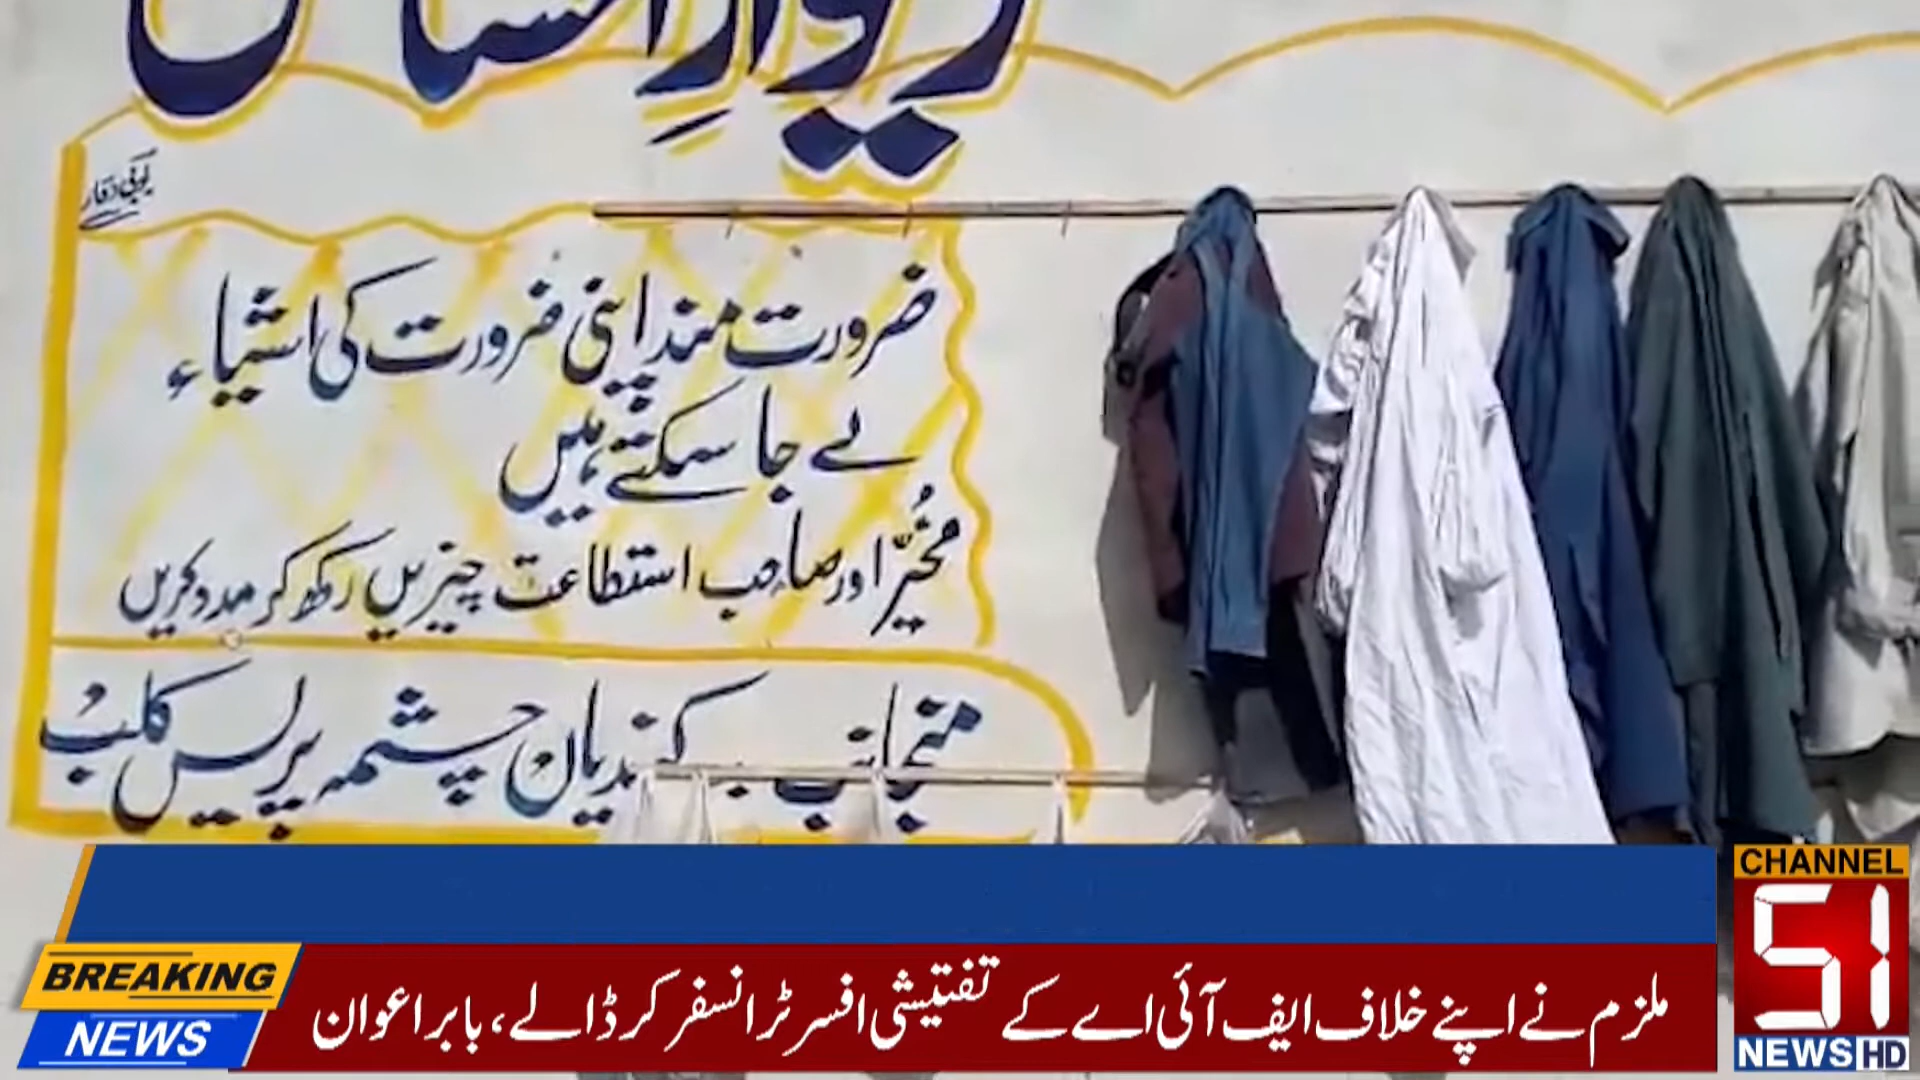 دیوارِ احساس
ضرورت مند اپنی ضرورت کی اشیاء
لے جا سکتے ہیں
مخیّر اور صاحب استطاعت چیزیں رکھ کر مدد کریں
منجانب کندیاں چشمہ پریس کلب
CHANNEL
51
NEWS HD
BREAKING
NEWS
ملزم نے اپنے خلاف ایف آئی اے کے تفتیشی افسر ٹرانسفر کر ڈالے، بابر اعوان